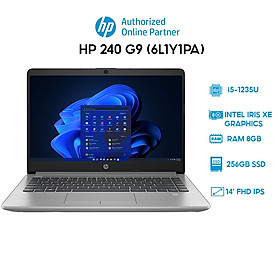 hp
Authorized
Online Partner
HP 240 G9 (6L1Y1PA)
i5-1235U
INTEL IRIS XE
GRAPHICS
RAM 8GB
256GB SSD
14' FHD IPS